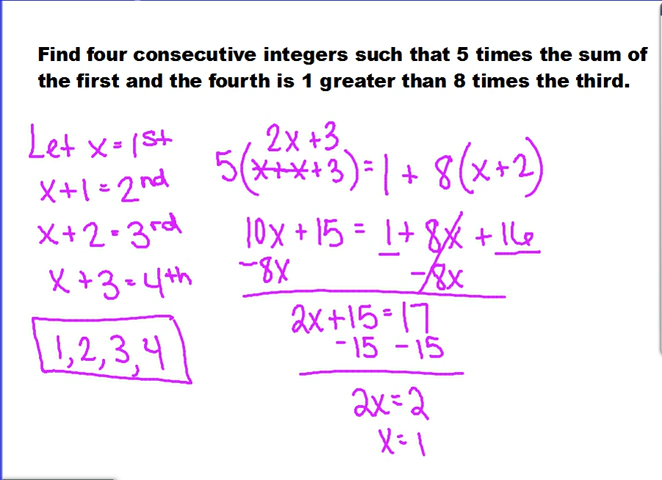 Find four consecutive integers such that 5 times the sum of
the first and the fourth is 1 greater than 8 times the third.
Let x = 1st
x+1 = 2nd
x+2 = 3rd
x+3 = 4th
1, 2, 3, 4
2x+3
5(x+x+3) = 1 + 8(x+2)
10x + 15 = 1 + 8x + 16
-8x -8x
2x+15 = 17
-15 -15
2x = 2
x = 1